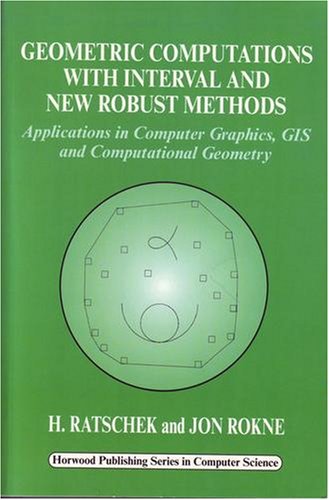 GEOMETRIC COMPUTATIONS
WITH INTERVAL AND
NEW ROBUST METHODS
Applications in Computer Graphics, GIS
and Computational Geometry
H. RATSCHEK and JON ROKNE
Horwood Publishing Series in Computer Science